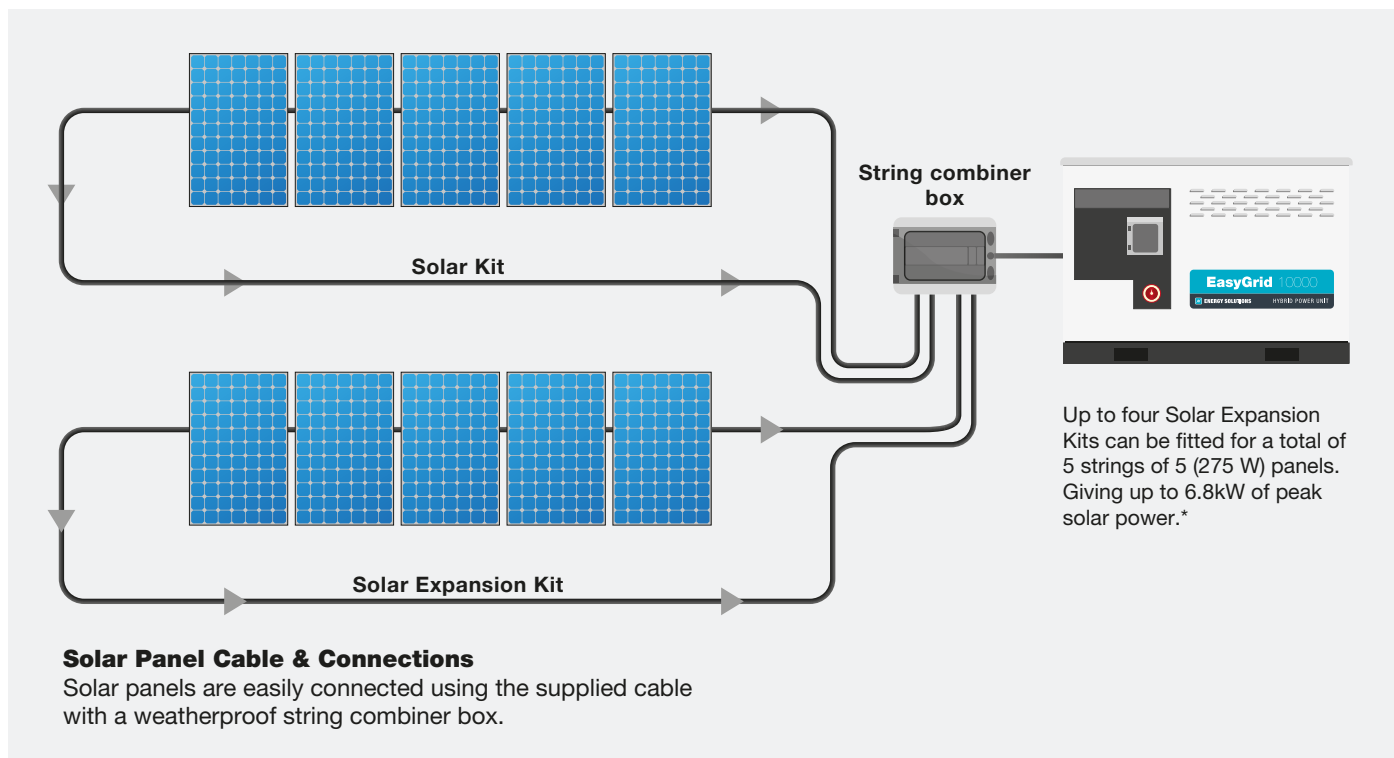 String combiner
box
Solar Kit
EasyGrid 10000
ENERGY SOLUTIONS HYBRID POWER UNIT
Up to four Solar Expansion
Kits can be fitted for a total of
5 strings of 5 (275 W) panels.
Giving up to 6.8kW of peak
solar power.*
Solar Expansion Kit
Solar Panel Cable & Connections
Solar panels are easily connected using the supplied cable
with a weatherproof string combiner box.